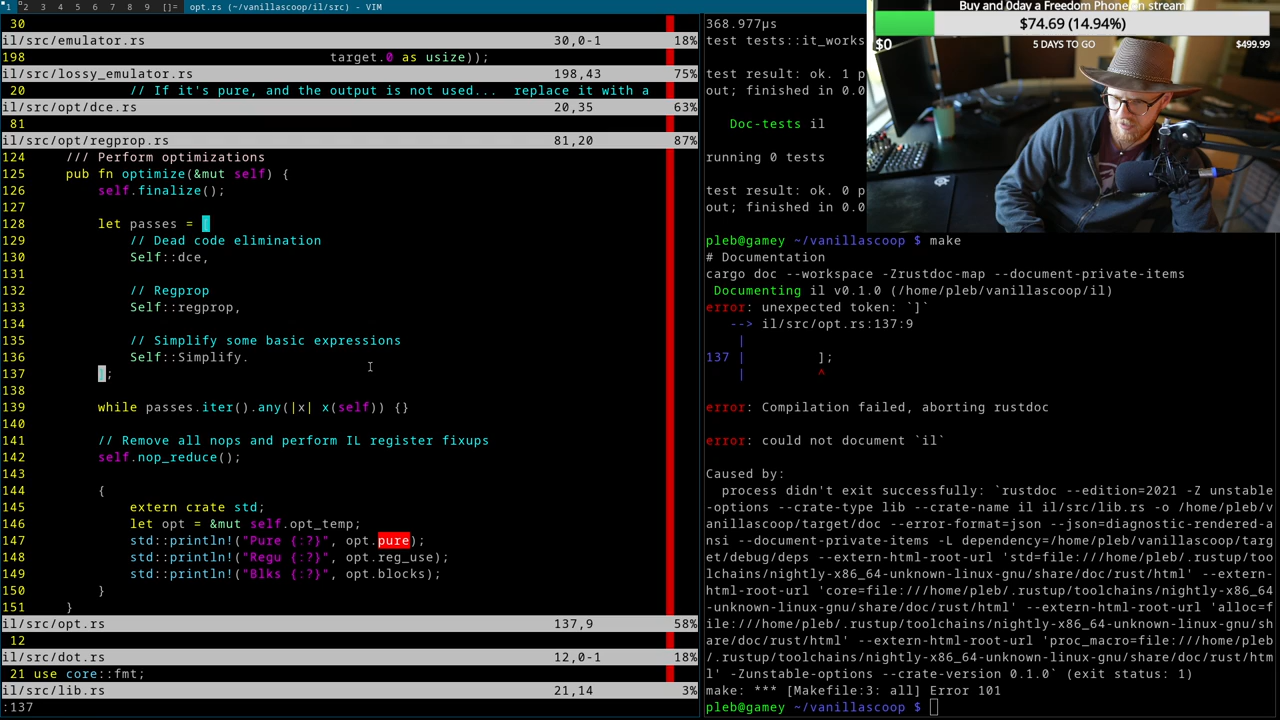 1 2 3 4 5 6 7 8 9 []= opt.rs (~/vanillascoop/il/src) - VIM
30
il/src/emulator.rs 30,0-1 18%
198 target.0 as usize));
il/src/lossy_emulator.rs 198,43 75%
20 // If it's pure, and the output is not used... replace it with a
il/src/opt/dce.rs 20,35 63%
81
il/src/opt/regprop.rs 81,20 87%
124 /// Perform optimizations
125 pub fn optimize(&mut self) {
126 self.finalize();
127
128 let passes = [
129 // Dead code elimination
130 Self::dce,
131
132 // Regprop
133 Self::regprop,
134
135 // Simplify some basic expressions
136 Self::Simplify.
137 ];
138
139 while passes.iter().any(|x| x(self)) {}
140
141 // Remove all nops and perform IL register fixups
142 self.nop_reduce();
143
144 {
145 extern crate std;
146 let opt = &mut self.opt_temp;
147 std::println!("Pure {:?}", opt.pure);
148 std::println!("Regu {:?}", opt.reg_use);
149 std::println!("Blks {:?}", opt.blocks);
150 }
151 }
il/src/opt.rs 137,9 58%
12
il/src/dot.rs 12,0-1 18%
21 use core::fmt;
il/src/lib.rs 21,14 3%
:137
368.977µs
test tests::it_works
test result: ok. 1 p
out; finished in 0.0
Doc-tests il
running 0 tests
test result: ok. 0 p
out; finished in 0.0
pleb@gamey ~/vanillascoop $ make
# Documentation
cargo doc --workspace -Zrustdoc-map --document-private-items
Documenting il v0.1.0 (/home/pleb/vanillascoop/il)
error: unexpected token: `]`
--> il/src/opt.rs:137:9
|
137 | ];
| ^
error: Compilation failed, aborting rustdoc
error: could not document `il`
Caused by:
process didn't exit successfully: `rustdoc --edition=2021 -Z unstable
-options --crate-type lib --crate-name il il/src/lib.rs -o /home/pleb/v
anillascoop/target/doc --error-format=json --json=diagnostic-rendered-a
nsi --document-private-items -L dependency=/home/pleb/vanillascoop/targ
et/debug/deps --extern-html-root-url 'std=file:///home/pleb/.rustup/too
lchains/nightly-x86_64-unknown-linux-gnu/share/doc/rust/html' --extern-
html-root-url 'core=file:///home/pleb/.rustup/toolchains/nightly-x86_64
-unknown-linux-gnu/share/doc/rust/html' --extern-html-root-url 'alloc=f
ile:///home/pleb/.rustup/toolchains/nightly-x86_64-unknown-linux-gnu/sh
are/doc/rust/html' --extern-html-root-url 'proc_macro=file:///home/pleb
/.rustup/toolchains/nightly-x86_64-unknown-linux-gnu/share/doc/rust/htm
l' -Zunstable-options --crate-version 0.1.0` (exit status: 1)
make: *** [Makefile:3: all] Error 101
pleb@gamey ~/vanillascoop $
Buy and 0day a Freedom Phone on stream
$74.69 (14.94%)
$0 5 DAYS TO GO $499.99